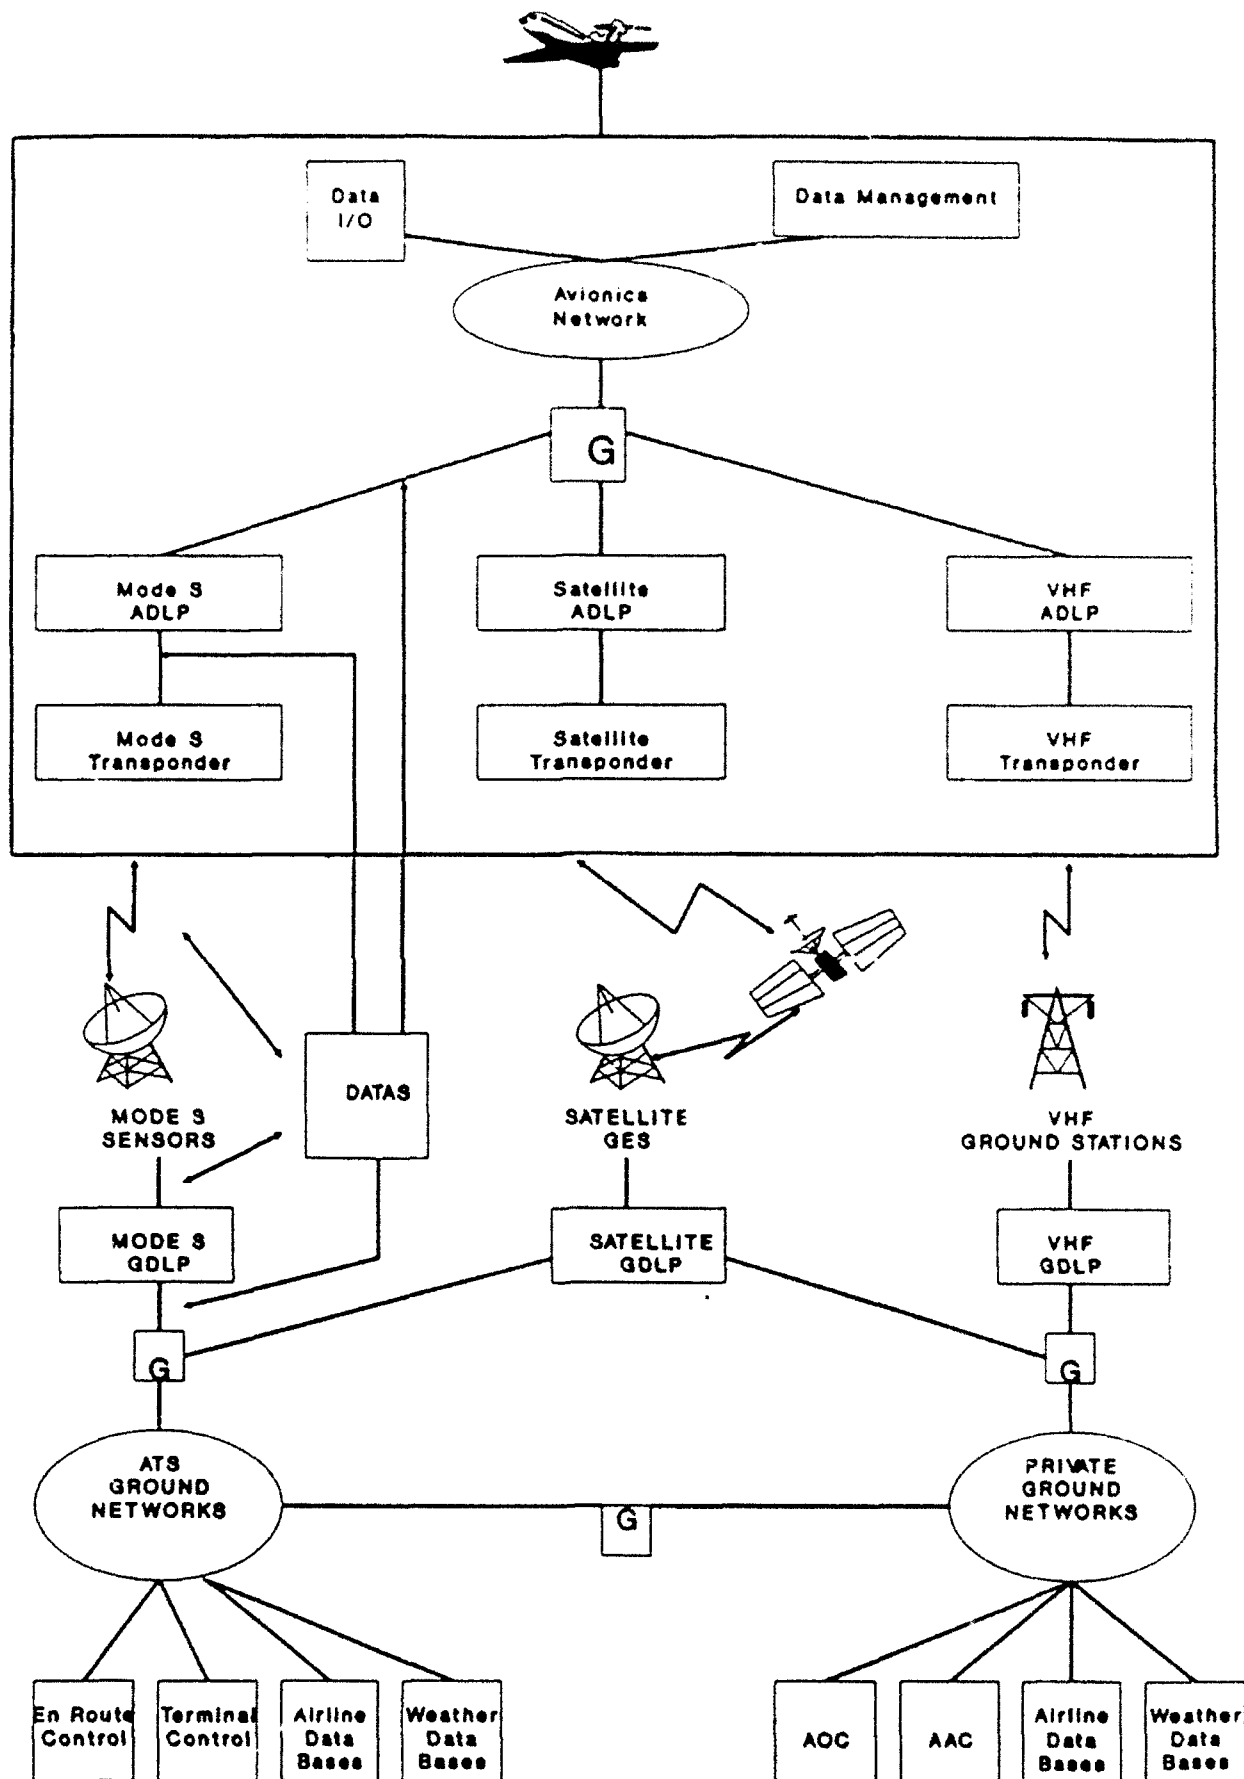 Data
I/O
Data Management
Avionics
Network
G
Mode S
ADLP
Satellite
ADLP
VHF
ADLP
Mode S
Transponder
Satellite
Transponder
VHF
Transponder
DATAS
MODE S
SENSORS
SATELLITE
GES
VHF
GROUND STATIONS
MODE S
GDLP
SATELLITE
GDLP
VHF
GDLP
G
G
ATS
GROUND
NETWORKS
PRIVATE
GROUND
NETWORKS
G
En Route
Control
Terminal
Control
Airline
Data
Bases
Weather
Data
Bases
AOC
AAC
Airline
Data
Bases
Weather
Data
Bases